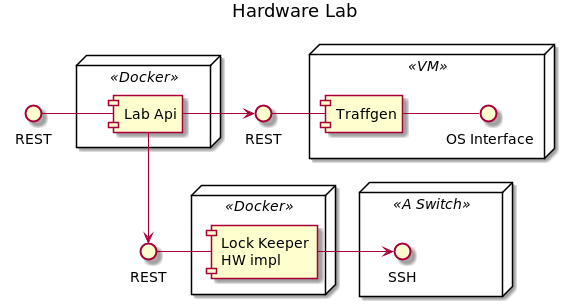 Hardware Lab
«Docker»
Lab Api
REST
REST
«VM»
Traffgen
OS Interface
«Docker»
Lock Keeper
HW impl
REST
«A Switch»
SSH